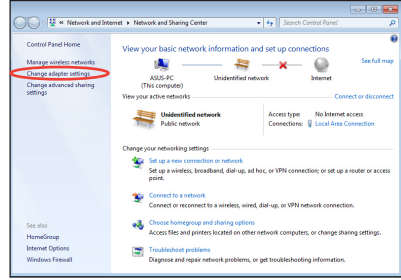 « Network and Internet ▸ Network and Sharing Center
Search Control Panel
Control Panel Home
Manage wireless networks
Change adapter settings
Change advanced sharing
settings
See also
HomeGroup
Internet Options
Windows Firewall
View your basic network information and set up connections
See full map
ASUS-PC
(This computer)
Unidentified network
Internet
View your active networks
Connect or disconnect
Unidentified network
Public network
Access type: No Internet access
Connections: Local Area Connection
Change your networking settings
Set up a new connection or network
Set up a wireless, broadband, dial-up, ad hoc, or VPN connection; or set up a router or access
point.
Connect to a network
Connect or reconnect to a wireless, wired, dial-up, or VPN network connection.
Choose homegroup and sharing options
Access files and printers located on other network computers, or change sharing settings.
Troubleshoot problems
Diagnose and repair network problems, or get troubleshooting information.